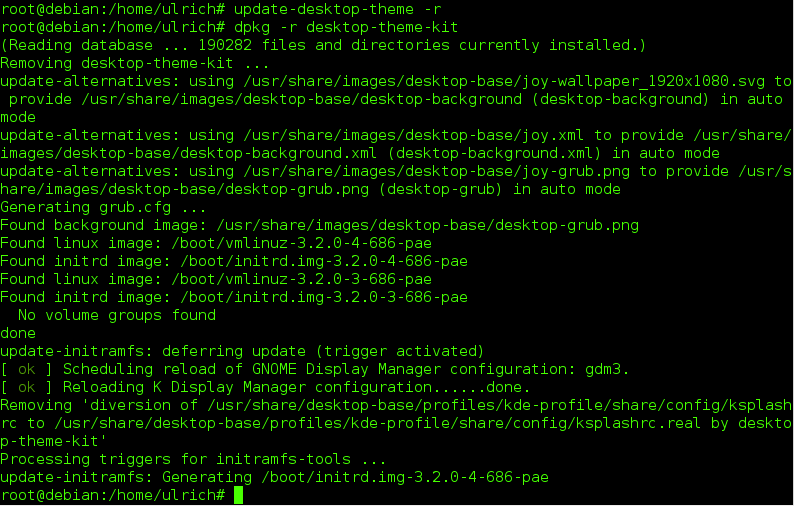 root@debian:/home/ulrich# update-desktop-theme -r
root@debian:/home/ulrich# dpkg -r desktop-theme-kit
(Reading database ... 190282 files and directories currently installed.)
Removing desktop-theme-kit ...
update-alternatives: using /usr/share/images/desktop-base/joy-wallpaper_1920x1080.svg to
 provide /usr/share/images/desktop-base/desktop-background (desktop-background) in auto
mode
update-alternatives: using /usr/share/images/desktop-base/joy.xml to provide /usr/share/
images/desktop-base/desktop-background.xml (desktop-background.xml) in auto mode
update-alternatives: using /usr/share/images/desktop-base/joy-grub.png to provide /usr/s
hare/images/desktop-base/desktop-grub.png (desktop-grub) in auto mode
Generating grub.cfg ...
Found background image: /usr/share/images/desktop-base/desktop-grub.png
Found linux image: /boot/vmlinuz-3.2.0-4-686-pae
Found initrd image: /boot/initrd.img-3.2.0-4-686-pae
Found linux image: /boot/vmlinuz-3.2.0-3-686-pae
Found initrd image: /boot/initrd.img-3.2.0-3-686-pae
  No volume groups found
done
update-initramfs: deferring update (trigger activated)
[ ok ] Scheduling reload of GNOME Display Manager configuration: gdm3.
[ ok ] Reloading K Display Manager configuration......done.
Removing 'diversion of /usr/share/desktop-base/profiles/kde-profile/share/config/ksplash
rc to /usr/share/desktop-base/profiles/kde-profile/share/config/ksplashrc.real by deskto
p-theme-kit'
Processing triggers for initramfs-tools ...
update-initramfs: Generating /boot/initrd.img-3.2.0-4-686-pae
root@debian:/home/ulrich#